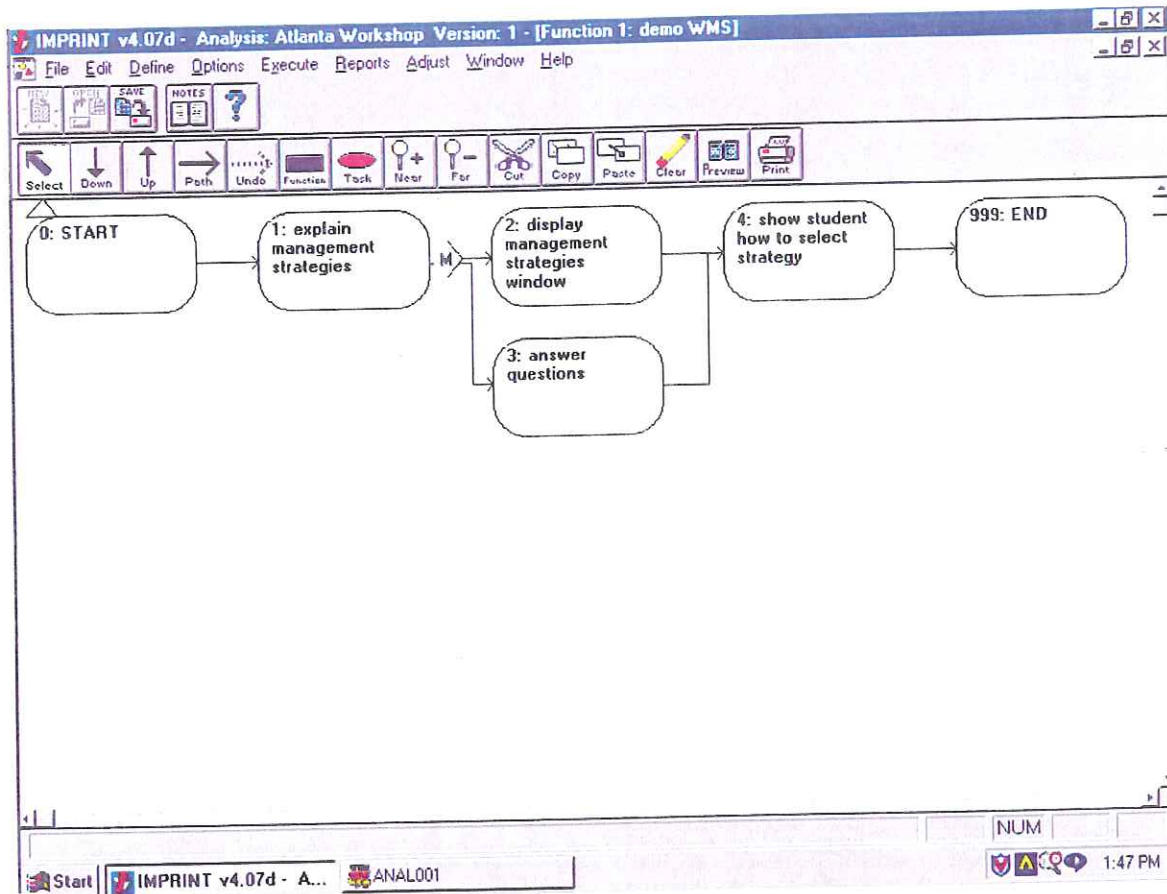 IMPRINT v4.07d - Analysis: Atlanta Workshop Version: 1 - [Function 1: demo WMS]
File Edit Define Options Execute Reports Adjust Window Help
NEW OPEN SAVE NOTES
Select Down Up Path Undo Function Task Near Far Cut Copy Paste Clear Preview Print
0: START
1: explain
management
strategies
M
2: display
management
strategies
window
3: answer
questions
4: show student
how to select
strategy
999: END
NUM
Start IMPRINT v4.07d - A... ANAL001 1:47 PM